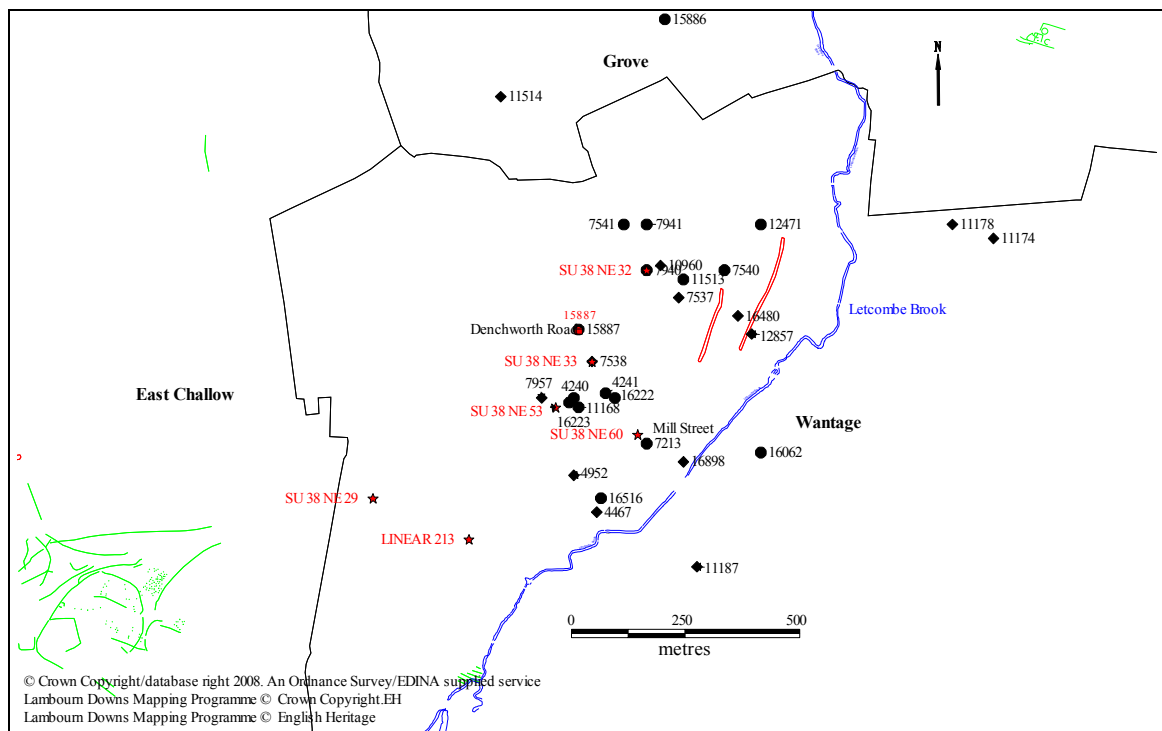 15886
Grove
N
11514
11178
11174
7541
7941
12471
SU 38 NE 32
7940
10960
7540
11513
7537
16480
15887
Denchworth Road
15887
12857
Letcombe Brook
SU 38 NE 33
7538
East Challow
7957
4240
4241
16222
SU 38 NE 53
11168
16223
Wantage
SU 38 NE 60
Mill Street
7213
16898
16062
4952
SU 38 NE 29
16516
4467
LINEAR 213
11187
0 250 500
metres
© Crown Copyright/database right 2008. An Ordnance Survey/EDINA supplied service
Lambourn Downs Mapping Programme © Crown Copyright.EH
Lambourn Downs Mapping Programme © English Heritage